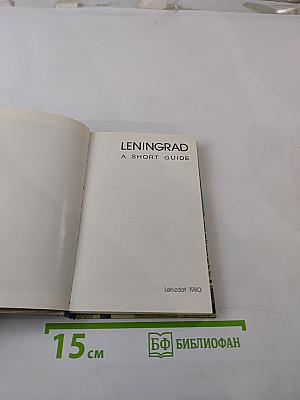 LENINGRAD
A SHORT GUIDE
Lenizdat·1980
15 см
БФ БИБЛИОФАН